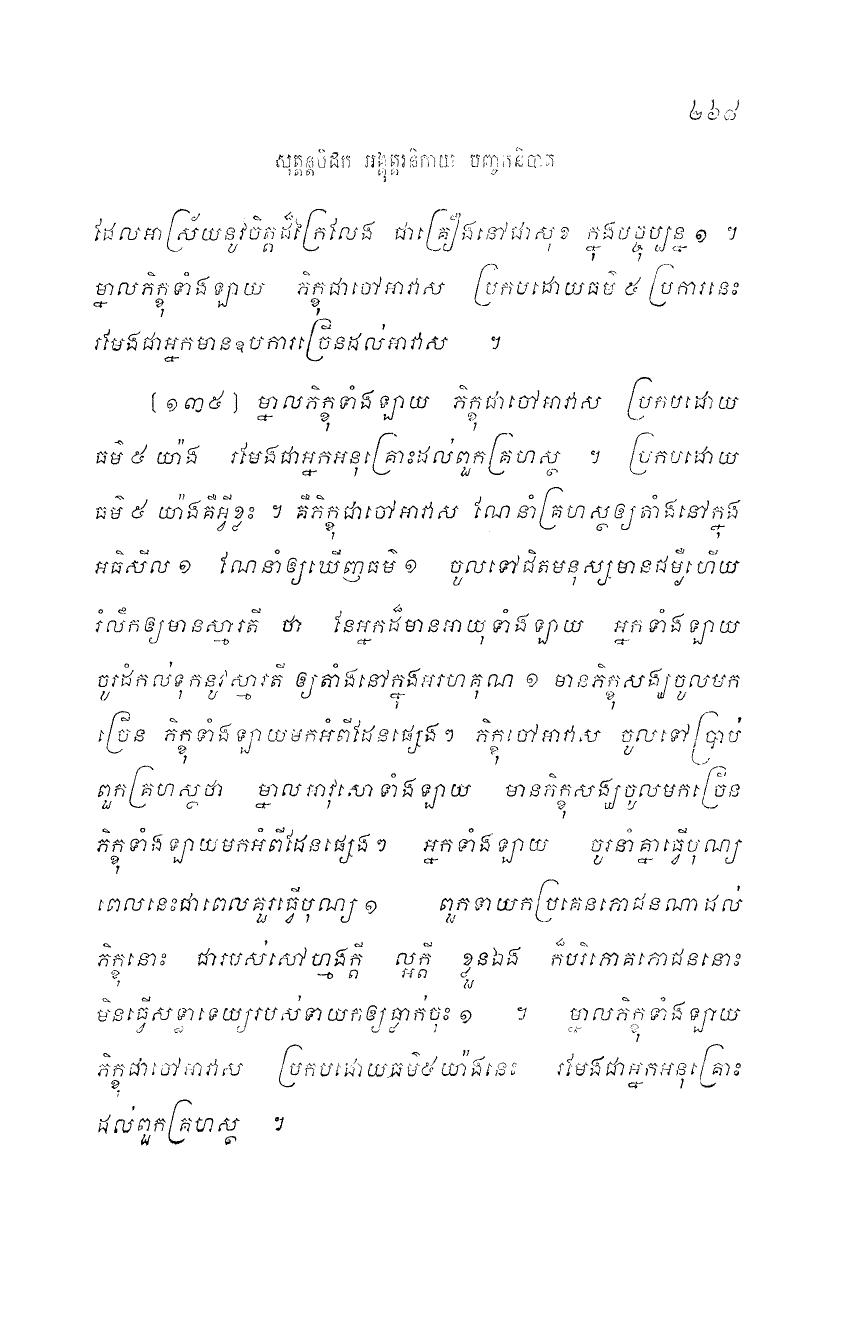 ២៦៨
សុត្តន្តបិដក អង្គុត្តរនិកាយ បញ្ចកនិបាត
ដែលអាស្រ័យនូវចិត្តដ៏ក្រៃលែង ជាគ្រឿងនៅជាសុខ ក្នុងបច្ចុប្បន្ន ១ ។
ម្នាលភិក្ខុទាំងឡាយ ភិក្ខុជាចៅអាវាស ប្រកបដោយធម៌ ៥ ប្រការនេះ
រមែងជាអ្នកមានឧបការច្រើនដល់អាវាស ។
(១៣៥) ម្នាលភិក្ខុទាំងឡាយ ភិក្ខុជាចៅអាវាស ប្រកបដោយ
ធម៌ ៥ យ៉ាង រមែងជាអ្នកអនុគ្រោះដល់ពួកគ្រហស្ថ ។ ប្រកបដោយ
ធម៌ ៥ យ៉ាងគឺអ្វីខ្លះ ។ គឺភិក្ខុជាចៅអាវាស ណែនាំគ្រហស្ថឲ្យតាំងនៅក្នុង
អធិសីល ១ ណែនាំឲ្យឃើញធម៌ ១ ចូលទៅជិតមនុស្សមានជម្ងឺហើយ
រំលឹកឲ្យមានស្មារតី ថា នែអ្នកដ៏មានអាយុទាំងឡាយ អ្នកទាំងឡាយ
ចូរដំកល់ទុកនូវស្មារតី ឲ្យតាំងនៅក្នុងអរហគុណ ១ មានភិក្ខុសង្ឃចូលមក
ច្រើន ភិក្ខុទាំងឡាយមកអំពីដែនផ្សេងៗ ភិក្ខុចៅអាវាស ចូលទៅប្រាប់
ពួកគ្រហស្ថថា ម្នាលអាវុសោទាំងឡាយ មានភិក្ខុសង្ឃចូលមកច្រើន
ភិក្ខុទាំងឡាយមកអំពីដែនផ្សេងៗ អ្នកទាំងឡាយ ចូរនាំគ្នាធ្វើបុណ្យ
ពេលនេះជាពេលគួរធ្វើបុណ្យ ១ ពួកទាយកប្រគេនភោជនណាដល់
ភិក្ខុនោះ ជារបស់សៅហ្មងក្តី ល្អក្តី ខ្លួនឯង ក៏បរិភោគភោជននោះ
មិនធ្វើសទ្ធាទេយ្យរបស់ទាយកឲ្យធ្លាក់ចុះ ១ ។ ម្នាលភិក្ខុទាំងឡាយ
ភិក្ខុជាចៅអាវាស ប្រកបដោយធម៌៥យ៉ាងនេះ រមែងជាអ្នកអនុគ្រោះ
ដល់ពួកគ្រហស្ថ ។